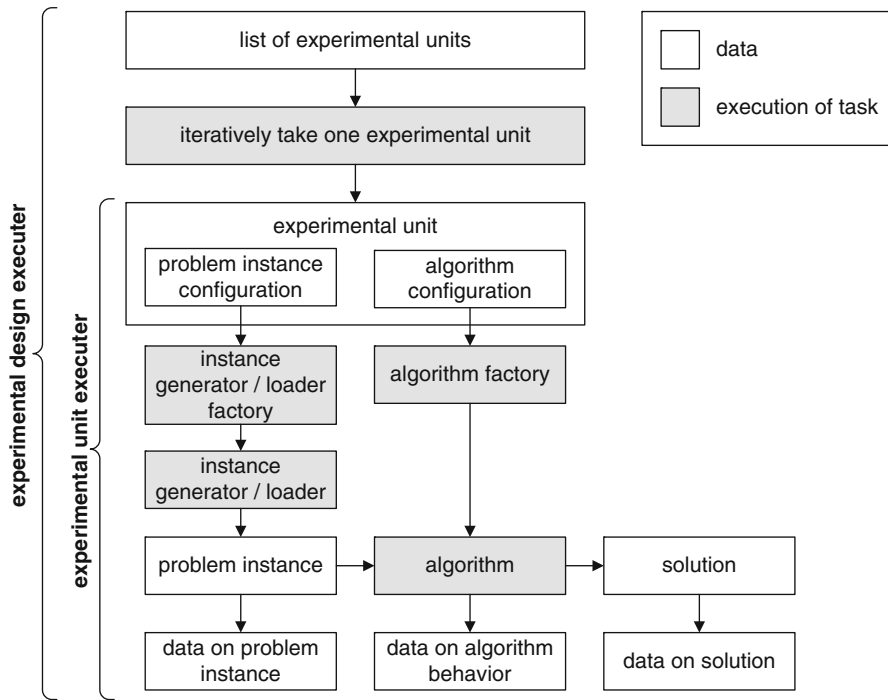 list of experimental units
data
execution of task
iteratively take one experimental unit
experimental unit
problem instance
configuration
algorithm
configuration
instance
generator / loader
factory
algorithm factory
instance
generator / loader
problem instance
algorithm
solution
data on problem
instance
data on algorithm
behavior
data on solution
experimental design executer
experimental unit executer